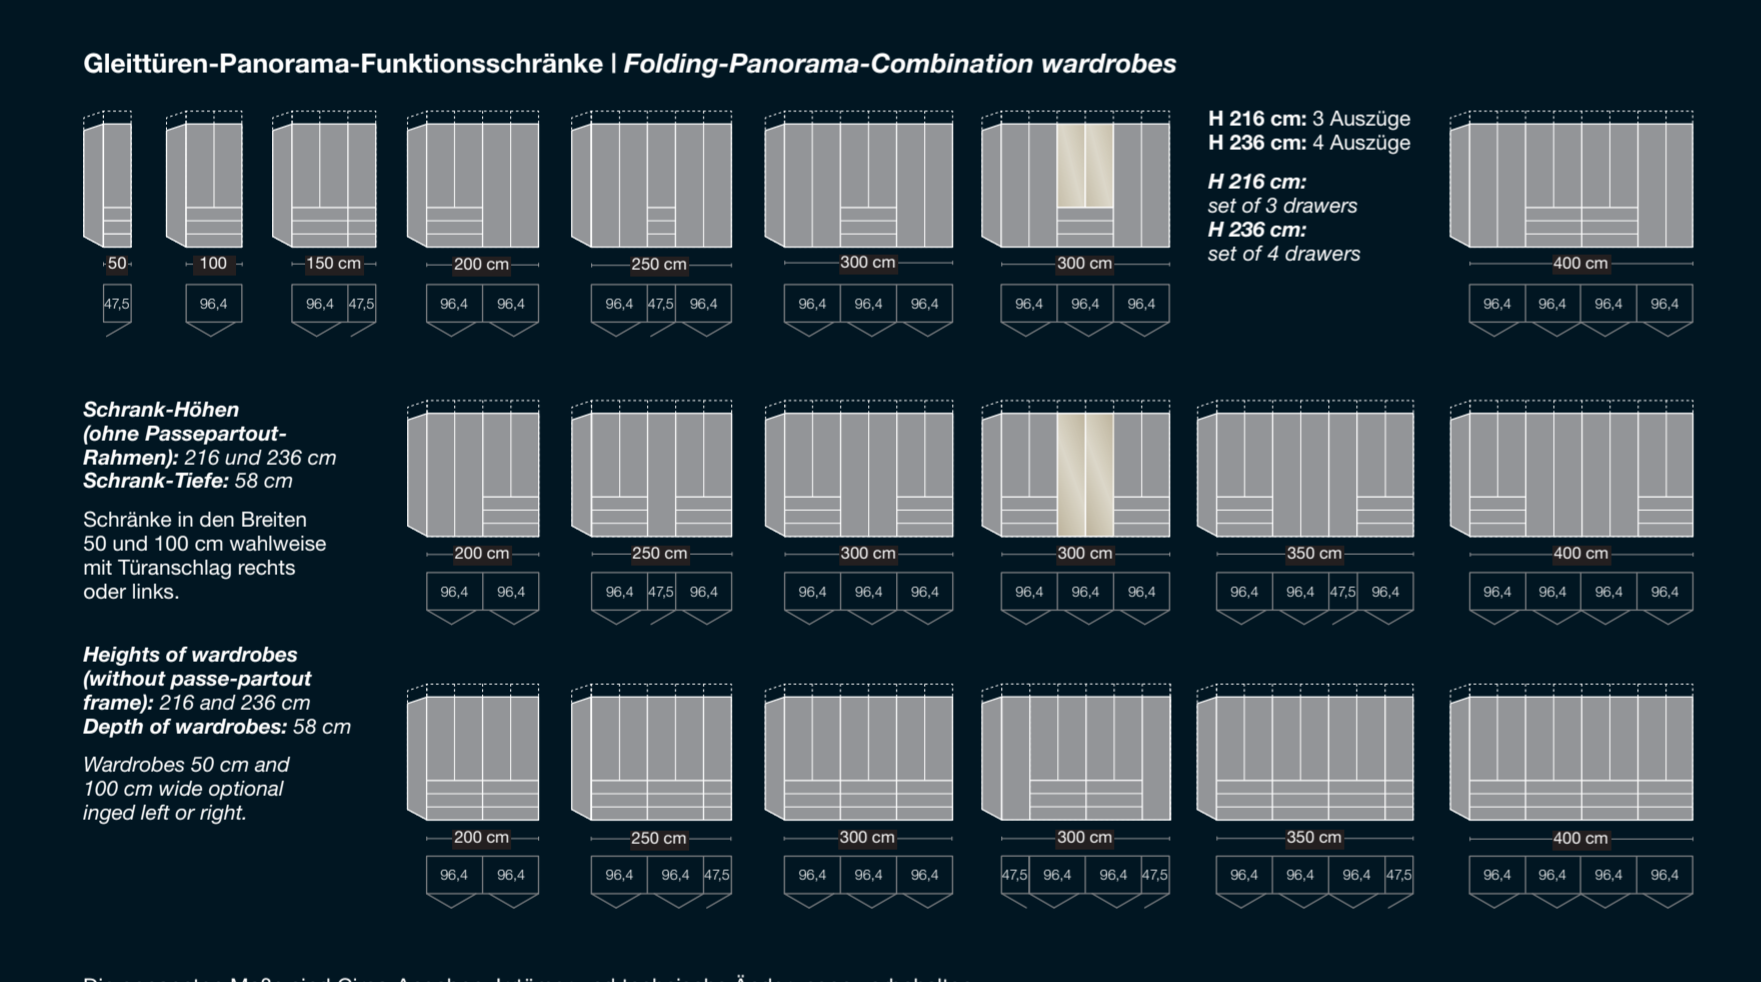 Gleittüren-Panorama-Funktionsschränke | Folding-Panorama-Combination wardrobes
50
100
150 cm
200 cm
250 cm
300 cm
300 cm
H 216 cm: 3 Auszüge
H 236 cm: 4 Auszüge
H 216 cm:
set of 3 drawers
H 236 cm:
set of 4 drawers
400 cm
47,5
96,4
96,4 47,5
96,4 96,4
96,4 47,5 96,4
96,4 96,4 96,4
96,4 96,4 96,4
96,4 96,4 96,4 96,4
Schrank-Höhen
(ohne Passepartout-
Rahmen): 216 und 236 cm
Schrank-Tiefe: 58 cm
Schränke in den Breiten
50 und 100 cm wahlweise
mit Türanschlag rechts
oder links.
200 cm
250 cm
300 cm
300 cm
350 cm
400 cm
96,4 96,4
96,4 47,5 96,4
96,4 96,4 96,4
96,4 96,4 96,4
96,4 96,4 47,5 96,4
96,4 96,4 96,4 96,4
Heights of wardrobes
(without passe-partout
frame): 216 and 236 cm
Depth of wardrobes: 58 cm
Wardrobes 50 cm and
100 cm wide optional
inged left or right.
200 cm
250 cm
300 cm
300 cm
350 cm
400 cm
96,4 96,4
96,4 96,4 47,5
96,4 96,4 96,4
47,5 96,4 96,4 47,5
96,4 96,4 96,4 47,5
96,4 96,4 96,4 96,4